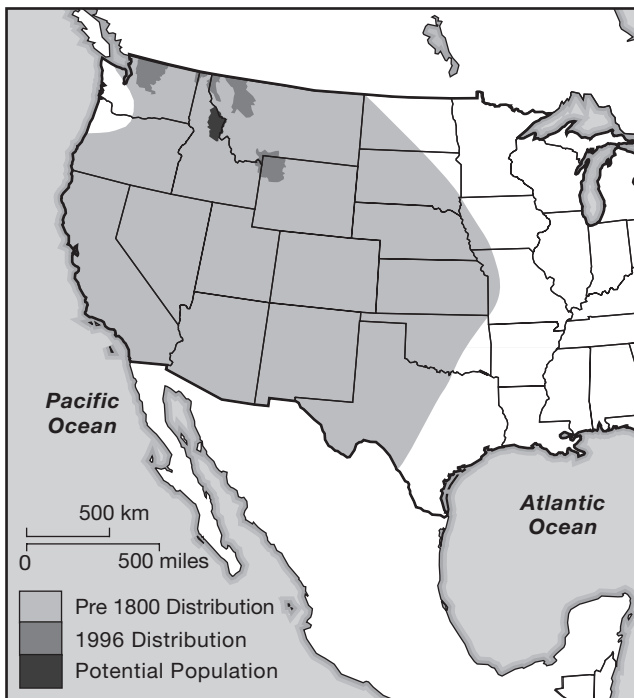 Pacific
Ocean
Atlantic
Ocean
500 km
0
500 miles
Pre 1800 Distribution
1996 Distribution
Potential Population